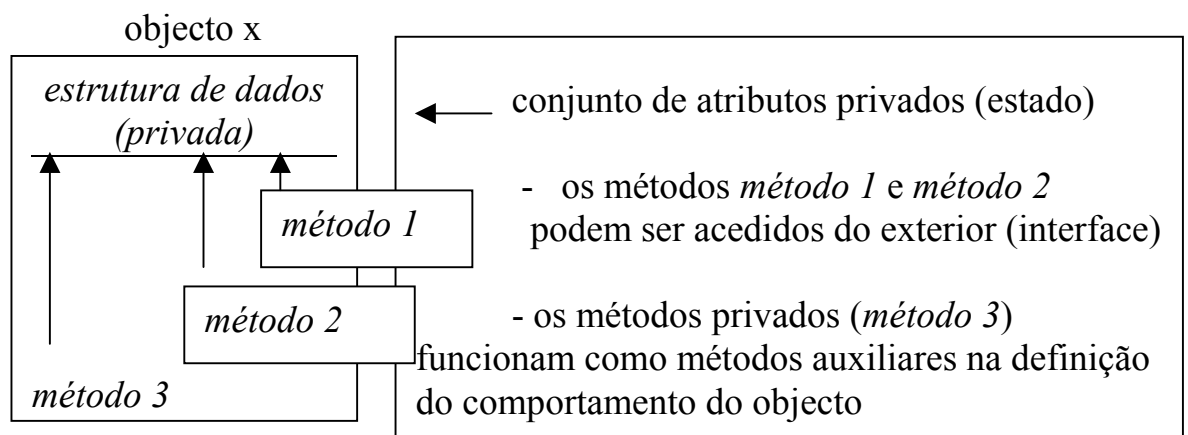 objecto x
estrutura de dados
(privada)
método 1
método 2
método 3
conjunto de atributos privados (estado)
- os métodos método 1 e método 2
podem ser acedidos do exterior (interface)
- os métodos privados (método 3)
funcionam como métodos auxiliares na definição
do comportamento do objecto